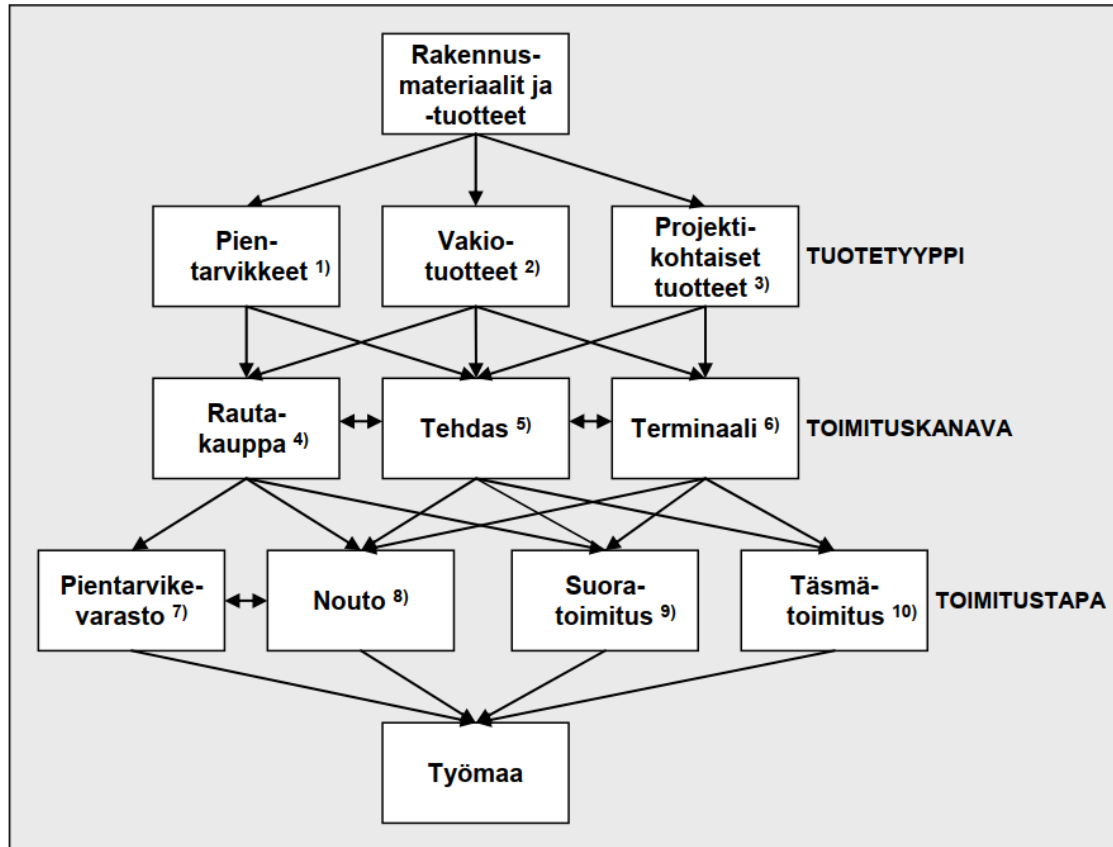 Rakennus-
materiaalit ja
-tuotteet
Pien-
tarvikkeet 1)
Vakio-
tuotteet 2)
Projekti-
kohtaiset
tuotteet 3)
TUOTETYYPPI
Rauta-
kauppa 4)
Tehdas 5)
Terminaali 6)
TOIMITUSKANAVA
Pientarvike-
varasto 7)
Nouto 8)
Suora-
toimitus 9)
Täsmä-
toimitus 10)
TOIMITUSTAPA
Työmaa